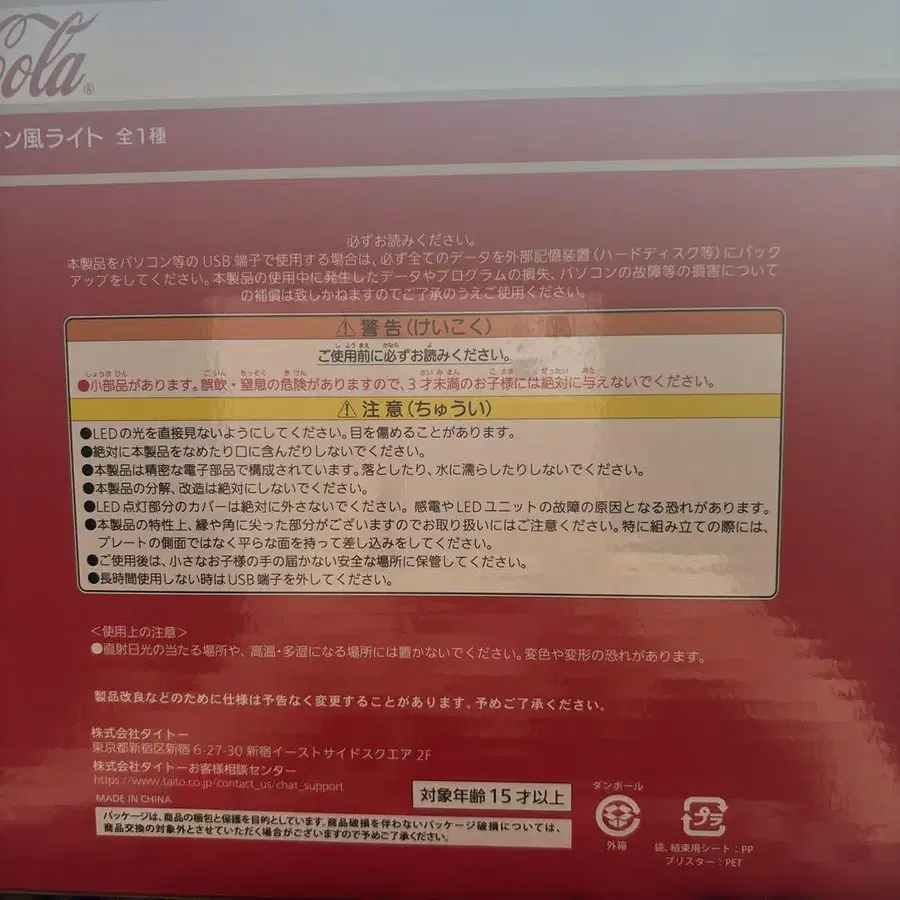 ola®
ン風ライト 全1種
必ずお読みください。
本製品をパソコン等のUSB端子で使用する場合は、必ず全てのデータを外部記憶装置(ハードディスク等)にバック
アップをしてください。本製品の使用中に発生したデータやプログラムの損失、パソコンの故障等の損害について
の補償は致しかねますのでご了承のうえご使用ください。
⚠警告(けいこく)
しようまえ かなら よ
ご使用前に必ずお読みください。
しょうぶひん ごいん ちっそく きけん さいみまん こさま ぜったい あた
●小部品があります。誤飲・窒息の危険がありますので、3才未満のお子様には絶対に与えないでください。
⚠注意(ちゅうい)
●LEDの光を直接見ないようにしてください。目を傷めることがあります。
●絶対に本製品をなめたり口に含んだりしないでください。
●本製品は精密な電子部品で構成されています。落としたり、水に濡らしたりしないでください。
●本製品の分解、改造は絶対にしないでください。
●LED点灯部分のカバーは絶対に外さないでください。感電やLEDユニットの故障の原因となる恐れがあります。
●本製品の特性上、縁や角に尖った部分がございますのでお取り扱いにはご注意ください。特に組み立ての際には、
プレートの側面ではなく平らな面を持って差し込みをしてください。
●ご使用後は、小さなお子様の手の届かない安全な場所に保管してください。
●長時間使用しない時はUSB端子を外してください。
<使用上の注意>
●直射日光の当たる場所や、高温・多湿になる場所には置かないでください。変色や変形の恐れがあります。
製品改良などのために仕様は予告なく変更することがあります。予めご了承ください。
株式会社タイトー
東京都新宿区新宿 6-27-30 新宿イーストサイドスクエア 2F
株式会社タイトーお客様相談センター
https://www.taito.co.jp/contact_us/chat_support
MADE IN CHINA
対象年齢15才以上
パッケージは、商品の梱包と保護を目的としています。商品破損を伴わないパッケージ破損については、
商品交換の対象外とさせていただく場合がございますので予めご了承ください。
ダンボール
外箱
プラ
袋、結束用シート:PP
ブリスター:PET